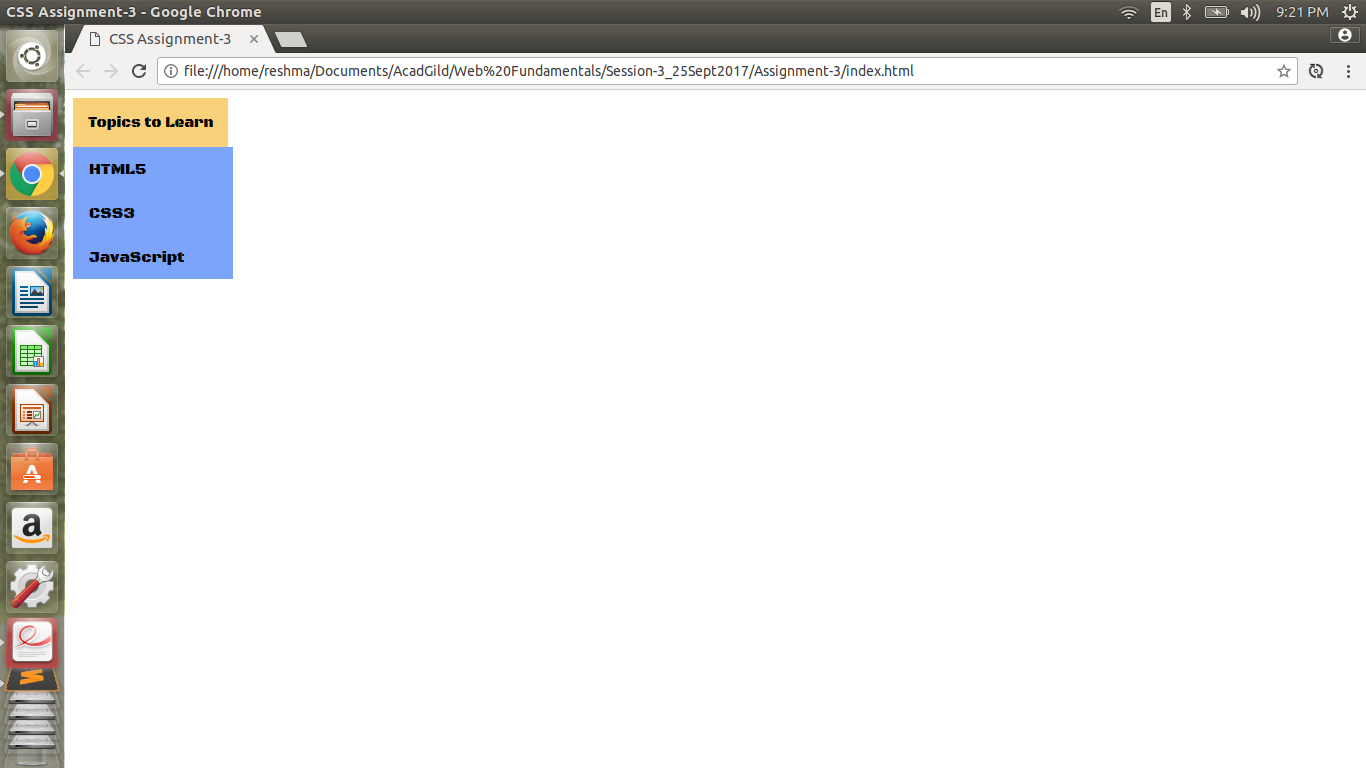 CSS Assignment-3 - Google Chrome
En
9:21 PM
CSS Assignment-3
file:///home/reshma/Documents/AcadGild/Web%20Fundamentals/Session-3_25Sept2017/Assignment-3/index.html
Topics to Learn
HTML5
CSS3
JavaScript